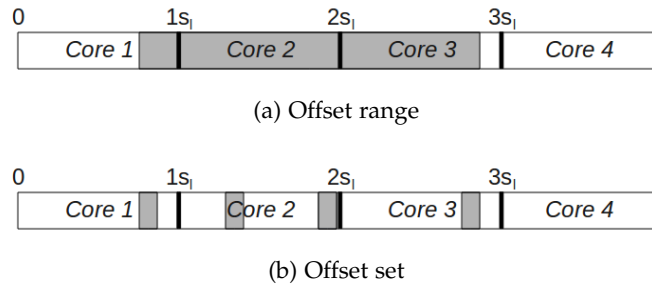 0 1s_l 2s_l 3s_l
Core 1 Core 2 Core 3 Core 4
(a) Offset range
0 1s_l 2s_l 3s_l
Core 1 Core 2 Core 3 Core 4
(b) Offset set